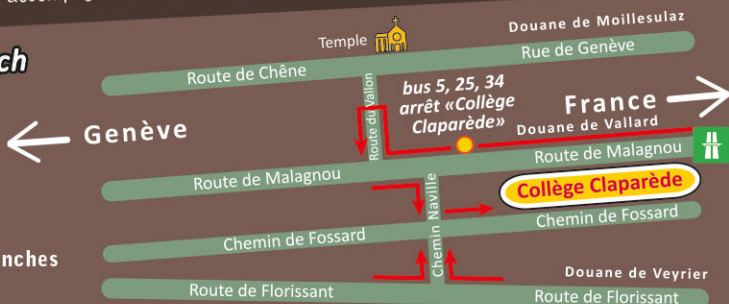 Douane de Moillesulaz
Temple
Rue de Genève
ch
Route de Chêne
bus 5, 25, 34
arrêt «Collège
Claparède»
France
Genève
Route du Vallon
Douane de Vallard
Route de Malagnou
Route de Malagnou
Collège Claparède
Chemin Naville
Chemin de Fossard
Chemin de Fossard
nches
Douane de Veyrier
Route de Florissant
Route de Florissant